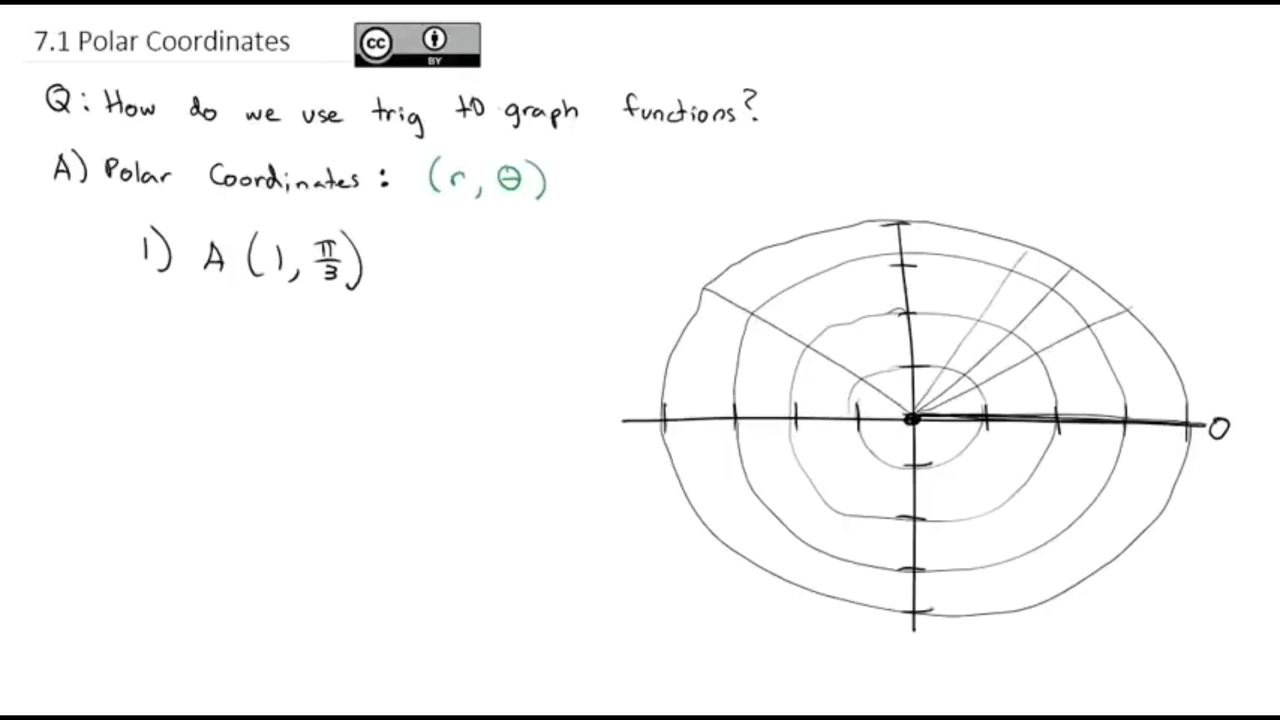 7.1 Polar Coordinates
cc BY
Q: How do we use trig to graph functions?
A) Polar Coordinates: (r, θ)
1) A (1, π/3)
0